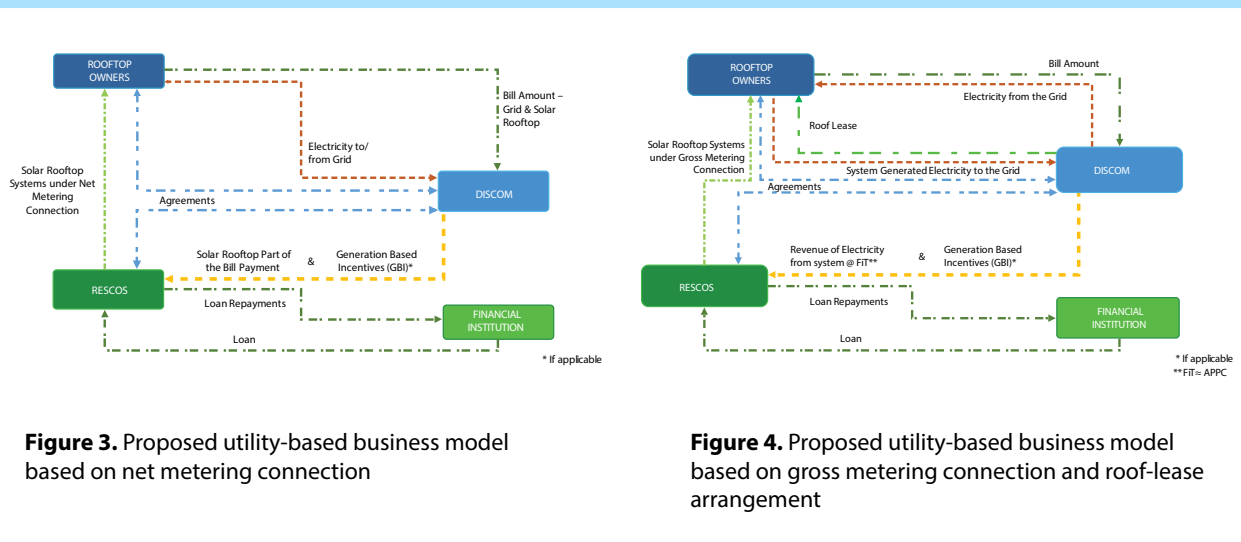 ROOFTOP
OWNERS
Bill Amount –
Grid & Solar
Rooftop
Electricity to/
from Grid
Solar Rooftop
Systems under Net
Metering
Connection
DISCOM
Agreements
Solar Rooftop Part of
the Bill Payment
&
Generation Based
Incentives (GBI)*
RESCOS
Loan Repayments
FINANCIAL
INSTITUTION
Loan
* If applicable
Figure 3. Proposed utility-based business model
based on net metering connection
ROOFTOP
OWNERS
Bill Amount
Electricity from the Grid
Roof Lease
Solar Rooftop Systems
under Gross Metering
Connection
System Generated Electricity to the Grid
DISCOM
Agreements
Revenue of Electricity
from system @ FiT**
&
Generation Based
Incentives (GBI)*
RESCOS
Loan Repayments
FINANCIAL
INSTITUTION
Loan
* If applicable
**FiT≈ APPC
Figure 4. Proposed utility-based business model
based on gross metering connection and roof-lease
arrangement